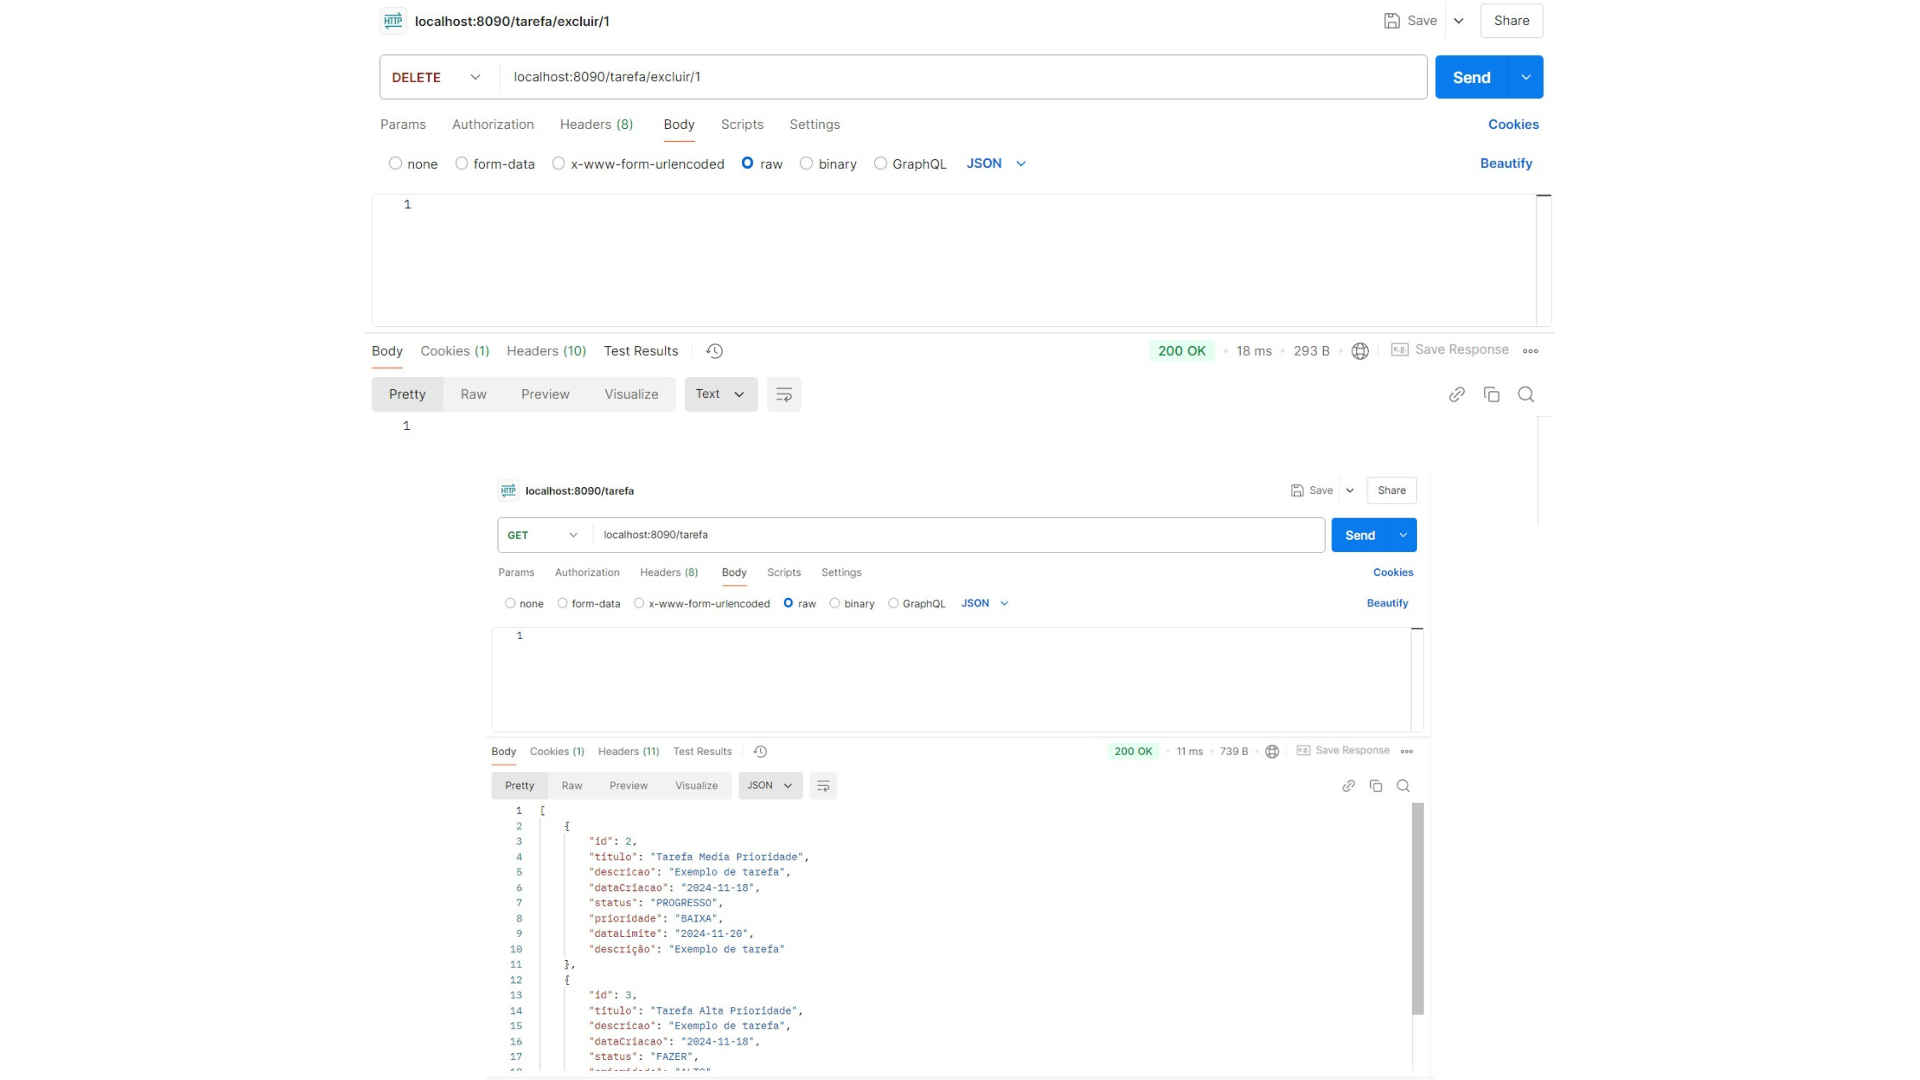 HTTP localhost:8090/tarefa/excluir/1 Save Share
DELETE localhost:8090/tarefa/excluir/1 Send
Params Authorization Headers (8) Body Scripts Settings Cookies
none form-data x-www-form-urlencoded raw binary GraphQL JSON Beautify
1
Body Cookies (1) Headers (10) Test Results 200 OK 18 ms 293 B e.g. Save Response
Pretty Raw Preview Visualize Text
1
HTTP localhost:8090/tarefa Save Share
GET localhost:8090/tarefa Send
Params Authorization Headers (8) Body Scripts Settings Cookies
none form-data x-www-form-urlencoded raw binary GraphQL JSON Beautify
1
Body Cookies (1) Headers (11) Test Results 200 OK 11 ms 739 B e.g. Save Response
Pretty Raw Preview Visualize JSON
1 [
2 {
3 "id": 2,
4 "titulo": "Tarefa Media Prioridade",
5 "descricao": "Exemplo de tarefa",
6 "dataCriacao": "2024-11-18",
7 "status": "PROGRESSO",
8 "prioridade": "BAIXA",
9 "dataLimite": "2024-11-20",
10 "descrição": "Exemplo de tarefa"
11 },
12 {
13 "id": 3,
14 "titulo": "Tarefa Alta Prioridade",
15 "descricao": "Exemplo de tarefa",
16 "dataCriacao": "2024-11-18",
17 "status": "FAZER",